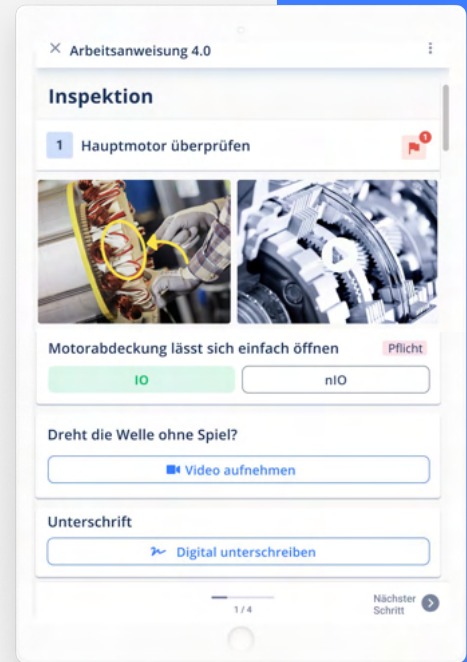 Arbeitsanweisung 4.0
Inspektion
1 Hauptmotor überprüfen 1
Motorabdeckung lässt sich einfach öffnen Pflicht
IO nIO
Dreht die Welle ohne Spiel?
Video aufnehmen
Unterschrift
Digital unterschreiben
1 / 4
Nächster
Schritt